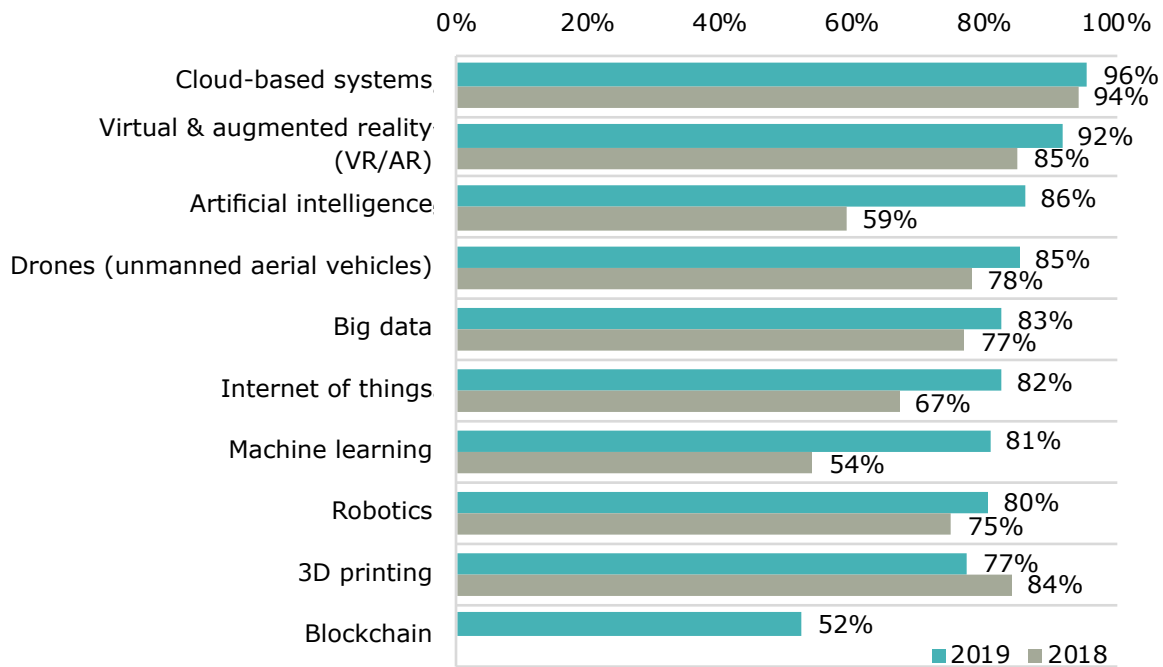 0% 20% 40% 60% 80% 100%
Cloud-based systems
96%
94%
Virtual & augmented reality
(VR/AR)
92%
85%
Artificial intelligence
86%
59%
Drones (unmanned aerial vehicles)
85%
78%
Big data
83%
77%
Internet of things
82%
67%
Machine learning
81%
54%
Robotics
80%
75%
3D printing
77%
84%
Blockchain
52%
2019 2018